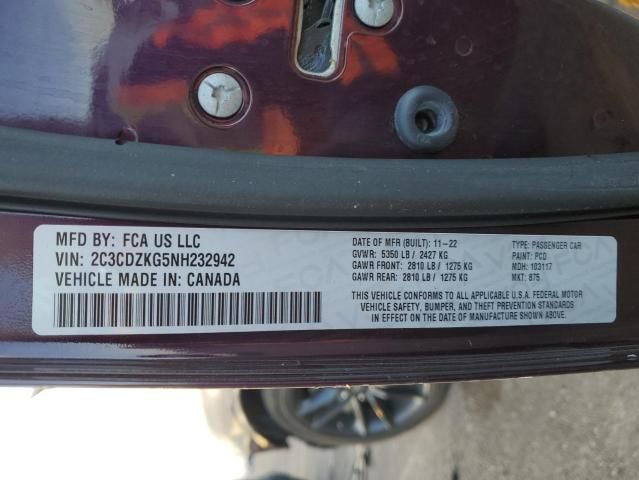 MFD BY: FCA US LLC
VIN: 2C3CDZKG5NH232942
VEHICLE MADE IN: CANADA
DATE OF MFR (BUILT): 11-22
GVWR: 5350 LB / 2427 KG
GAWR FRONT: 2810 LB / 1275 KG
GAWR REAR: 2810 LB / 1275 KG
TYPE: PASSENGER CAR
PAINT: PCD
MDH: 103117
MKT: 875
THIS VEHICLE CONFORMS TO ALL APPLICABLE U.S.A. FEDERAL MOTOR
VEHICLE SAFETY, BUMPER, AND THEFT PREVENTION STANDARDS
IN EFFECT ON THE DATE OF MANUFACTURE SHOWN ABOVE.